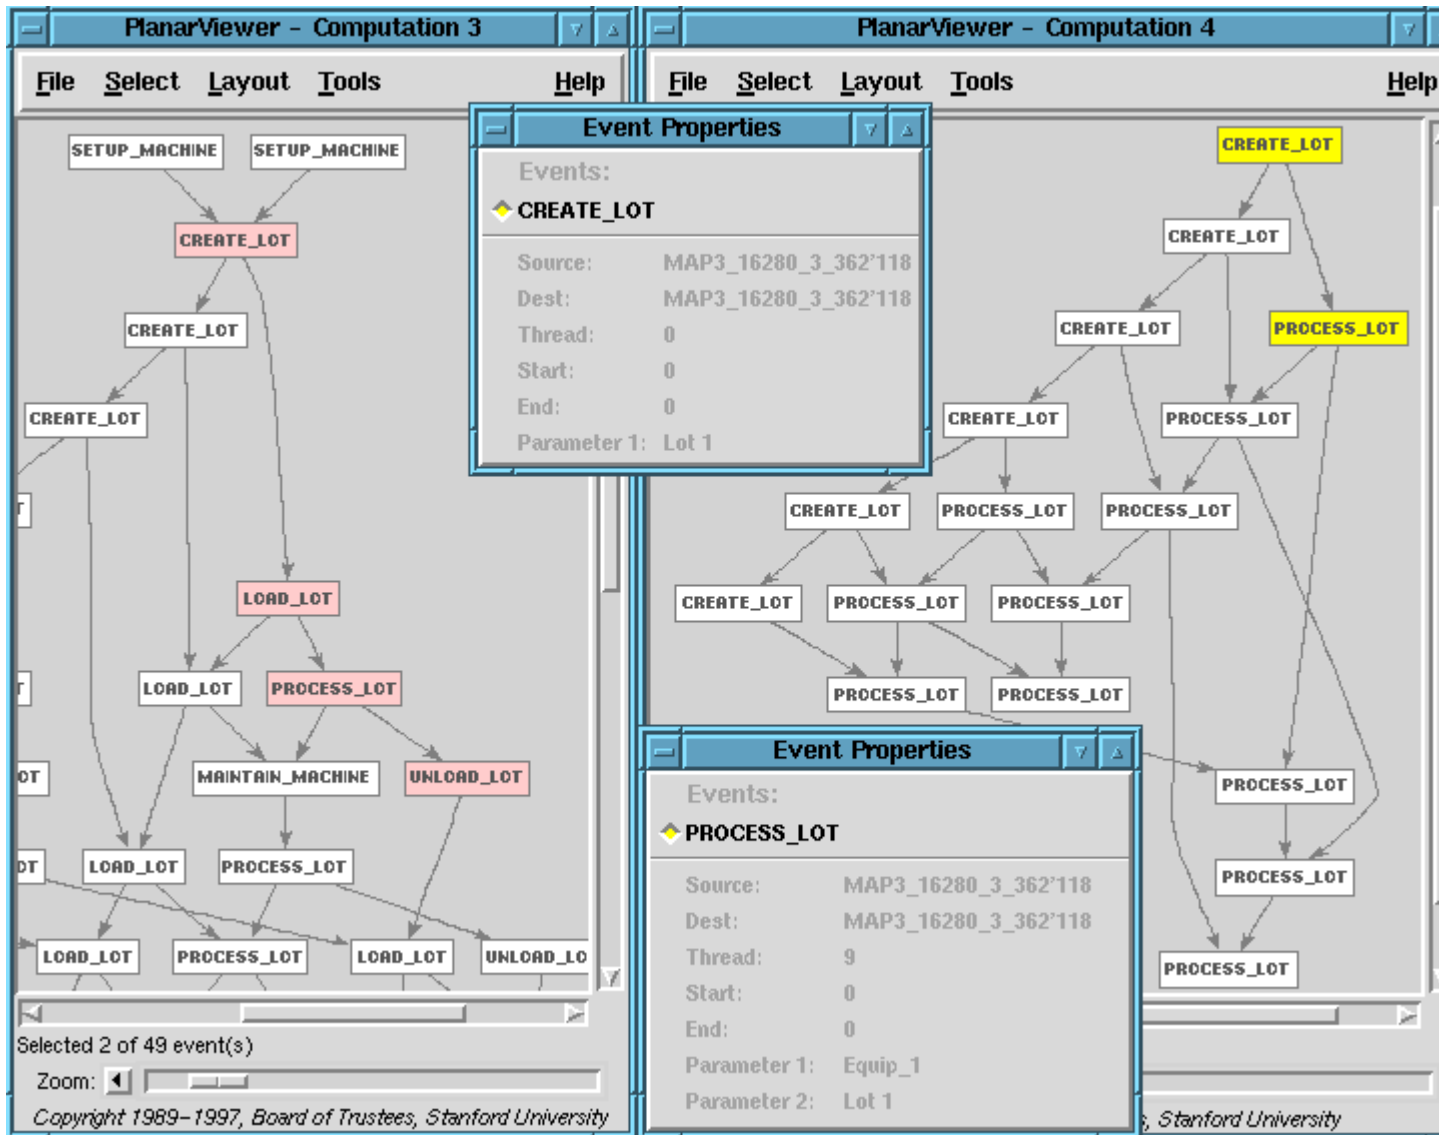 PlanarViewer – Computation 3
File Select Layout Tools Help
SETUP_MACHINE SETUP_MACHINE
CREATE_LOT
CREATE_LOT
CREATE_LOT
T
LOAD_LOT
T LOAD_LOT PROCESS_LOT
OT MAINTAIN_MACHINE UNLOAD_LOT
OT LOAD_LOT PROCESS_LOT
LOAD_LOT PROCESS_LOT LOAD_LOT UNLOAD_LO
Selected 2 of 49 event(s)
Zoom:
Copyright 1989–1997, Board of Trustees, Stanford University
Event Properties
Events:
CREATE_LOT
Source: MAP3_16280_3_362'118
Dest: MAP3_16280_3_362'118
Thread: 0
Start: 0
End: 0
Parameter 1: Lot 1
PlanarViewer – Computation 4
File Select Layout Tools Help
CREATE_LOT
CREATE_LOT
CREATE_LOT PROCESS_LOT
CREATE_LOT PROCESS_LOT
CREATE_LOT PROCESS_LOT PROCESS_LOT
CREATE_LOT PROCESS_LOT PROCESS_LOT
PROCESS_LOT PROCESS_LOT
PROCESS_LOT
PROCESS_LOT
PROCESS_LOT
s, Stanford University
Event Properties
Events:
PROCESS_LOT
Source: MAP3_16280_3_362'118
Dest: MAP3_16280_3_362'118
Thread: 9
Start: 0
End: 0
Parameter 1: Equip_1
Parameter 2: Lot 1